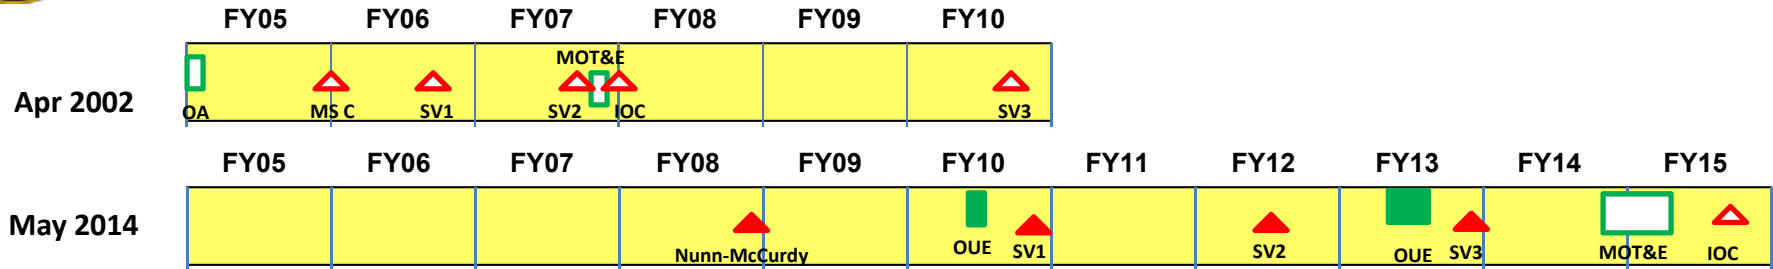 FY05 FY06 FY07 FY08 FY09 FY10
MOT&E
Apr 2002
OA MS C SV1 SV2 IOC SV3
FY05 FY06 FY07 FY08 FY09 FY10 FY11 FY12 FY13 FY14 FY15
May 2014
Nunn-McCurdy OUE SV1 SV2 OUE SV3 MOT&E IOC